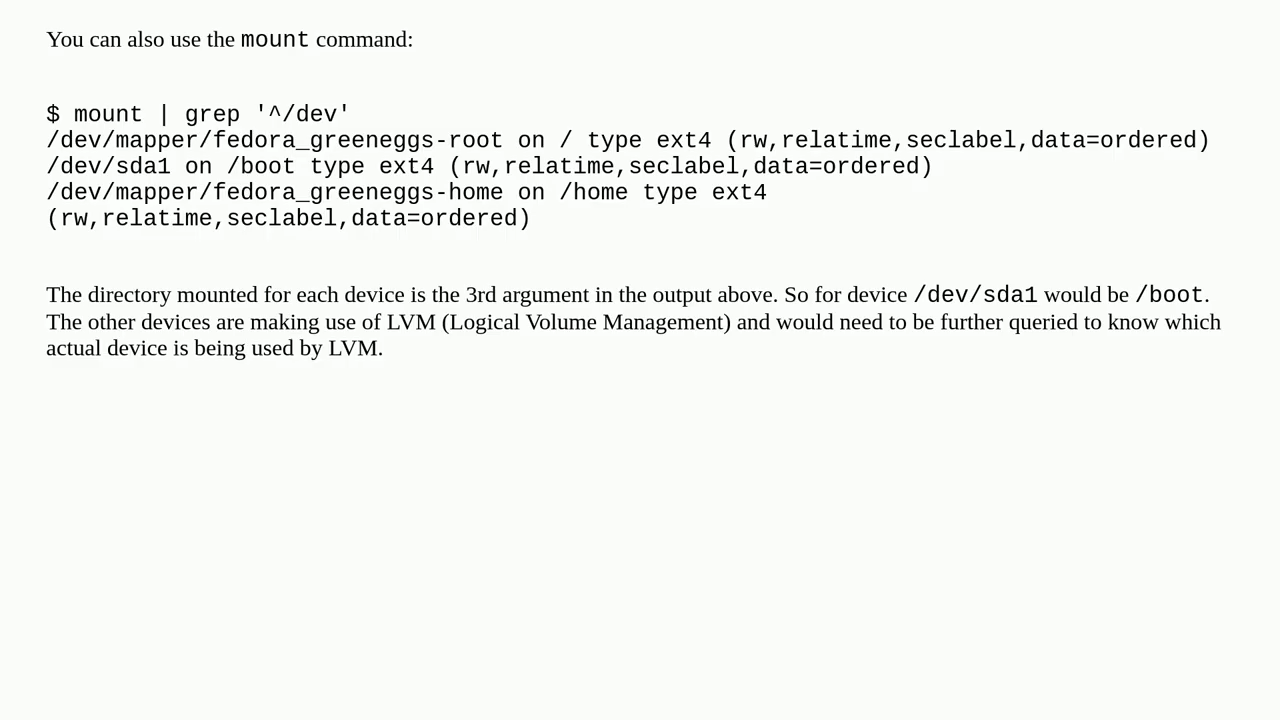 You can also use the mount command:
$ mount | grep '^/dev'
/dev/mapper/fedora_greeneggs-root on / type ext4 (rw,relatime,seclabel,data=ordered)
/dev/sda1 on /boot type ext4 (rw,relatime,seclabel,data=ordered)
/dev/mapper/fedora_greeneggs-home on /home type ext4
(rw,relatime,seclabel,data=ordered)
The directory mounted for each device is the 3rd argument in the output above. So for device /dev/sda1 would be /boot.
The other devices are making use of LVM (Logical Volume Management) and would need to be further queried to know which
actual device is being used by LVM.